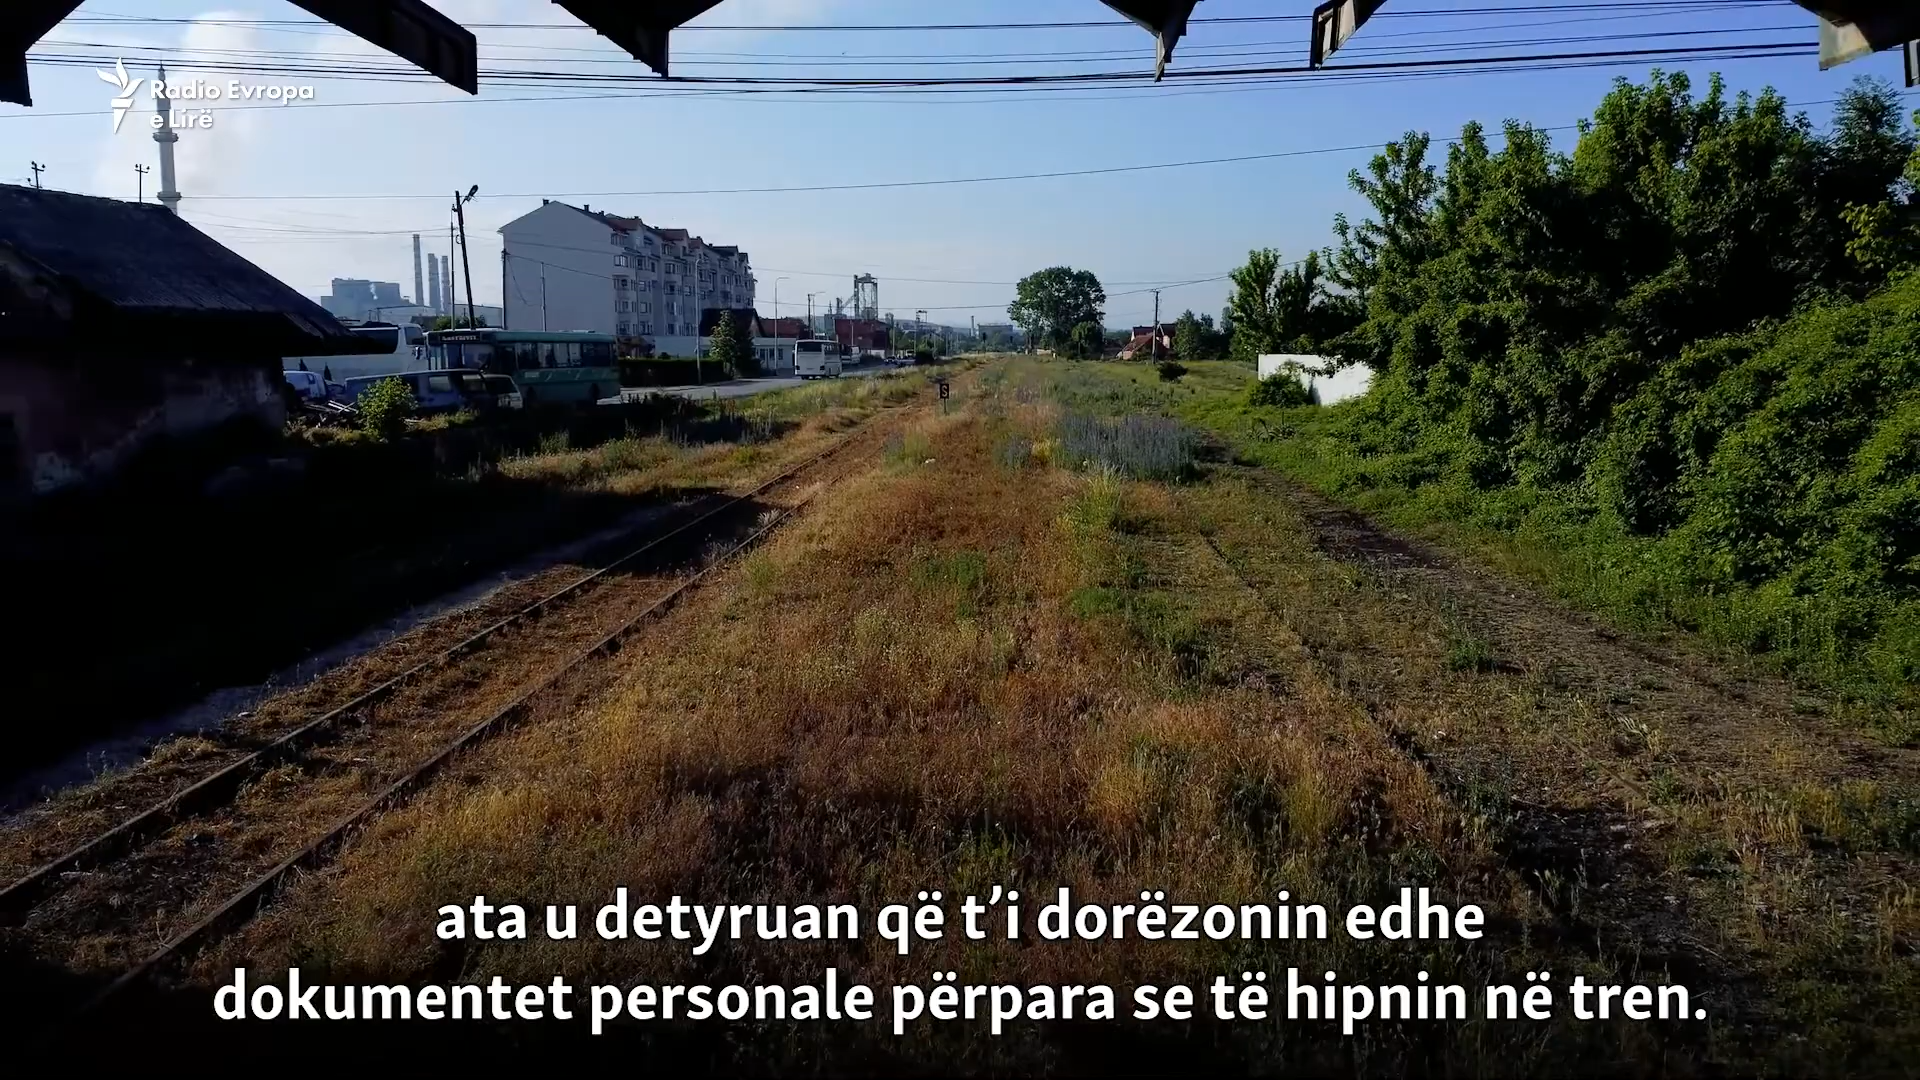 Radio Evropa
e Lirë
S
ata u detyruan që t’i dorëzonin edhe
dokumentet personale përpara se të hipnin në tren.